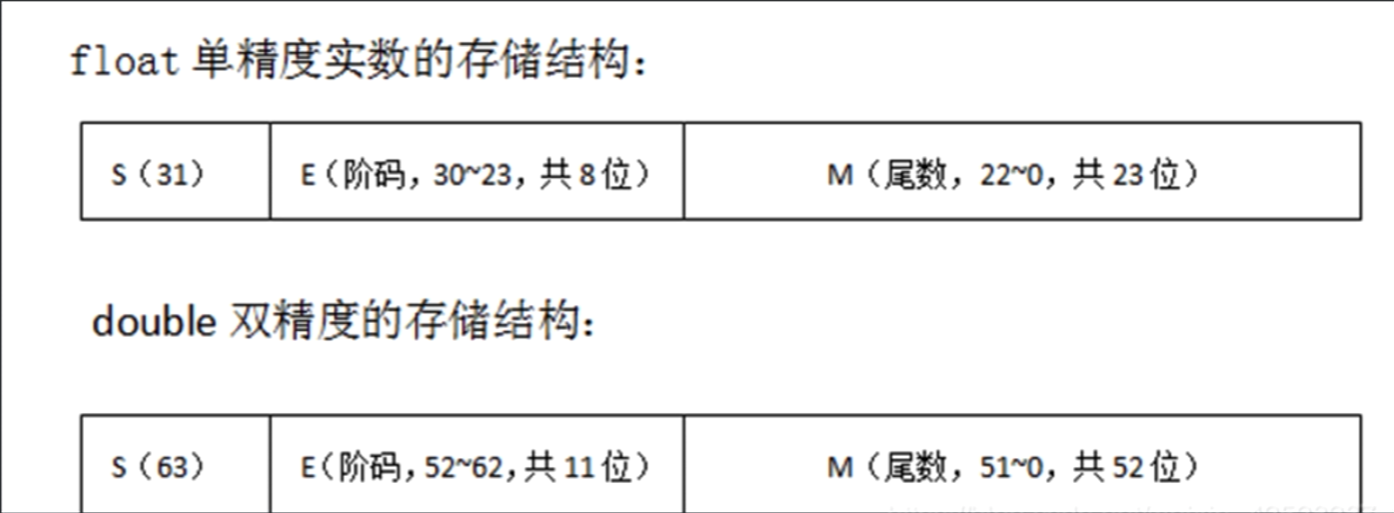 float 单精度实数的存储结构：
S（31） E（阶码，30~23，共 8 位） M（尾数，22~0，共 23 位）
double 双精度的存储结构：
S（63） E（阶码，52~62，共 11 位） M（尾数，51~0，共 52 位）